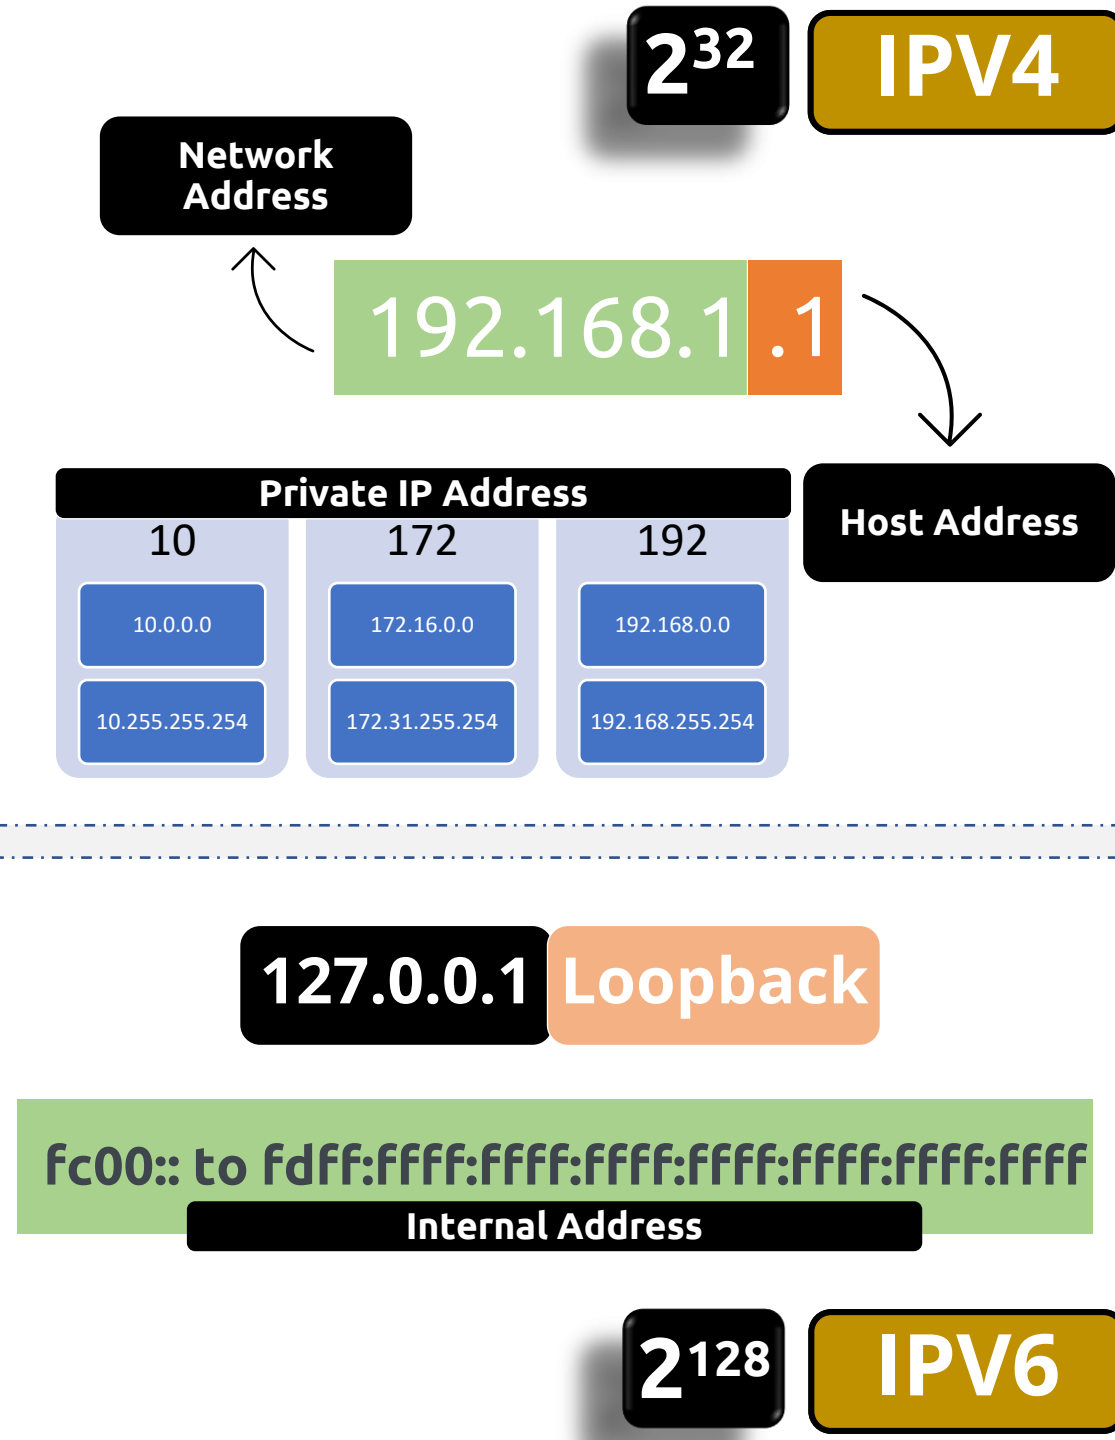 2³² IPV4
Network
Address
192.168.1 .1
Host Address
Private IP Address
10 172 192
10.0.0.0 172.16.0.0 192.168.0.0
10.255.255.254 172.31.255.254 192.168.255.254
127.0.0.1 Loopback
fc00:: to fdff:ffff:ffff:ffff:ffff:ffff:ffff:ffff
Internal Address
2¹²⁸ IPV6